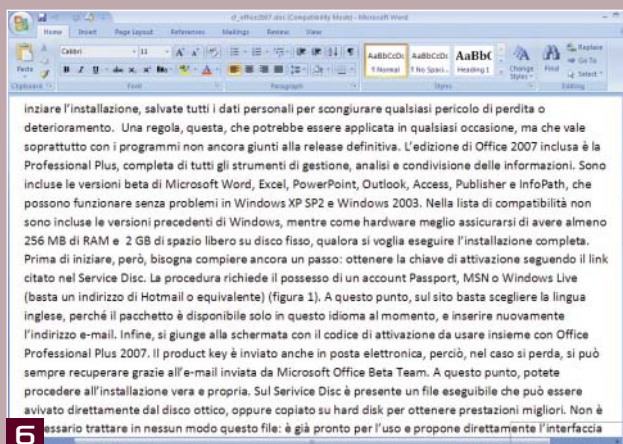 cf_office2007.doc [Compatibility Mode] - Microsoft Word
Home Insert Page Layout References Mailings Review View
Calibri 11
Paste
B I U abc x₂ x² Aa A
AaBbCcDc AaBbCcDc AaBbC
¶ Normal ¶ No Spaci... Heading 1
Change Styles
Find
Replace
Go To
Select
Clipboard Font Paragraph Styles Editing
inziare l'installazione, salvate tutti i dati personali per scongiurare qualsiasi pericolo di perdita o
deterioramento. Una regola, questa, che potrebbe essere applicata in qualsiasi occasione, ma che vale
soprattutto con i programmi non ancora giunti alla release definitiva. L'edizione di Office 2007 inclusa è la
Professional Plus, completa di tutti gli strumenti di gestione, analisi e condivisione delle informazioni. Sono
incluse le versioni beta di Microsoft Word, Excel, PowerPoint, Outlook, Access, Publisher e InfoPath, che
possono funzionare senza problemi in Windows XP SP2 e Windows 2003. Nella lista di compatibilità non
sono incluse le versioni precedenti di Windows, mentre come hardware meglio assicurarsi di avere almeno
256 MB di RAM e 2 GB di spazio libero su disco fisso, qualora si voglia eseguire l'installazione completa.
Prima di iniziare, però, bisogna compiere ancora un passo: ottenere la chiave di attivazione seguendo il link
citato nel Service Disc. La procedura richiede il possesso di un account Passport, MSN o Windows Live
(basta un indirizzo di Hotmail o equivalente) (figura 1). A questo punto, sul sito basta scegliere la lingua
inglese, perché il pacchetto è disponibile solo in questo idioma al momento, e inserire nuovamente
l'indirizzo e-mail. Infine, si giunge alla schermata con il codice di attivazione da usare insieme con Office
Professional Plus 2007. Il product key è inviato anche in posta elettronica, perciò, nel caso si perda, si può
sempre recuperare grazie all'e-mail inviata da Microsoft Office Beta Team. A questo punto, potete
procedere all'installazione vera e propria. Sul Serivice Disc è presente un file eseguibile che può essere
avivato direttamente dal disco ottico, oppure copiato su hard disk per ottenere prestazioni migliori. Non è
essario trattare in nessun modo questo file: è già pronto per l'uso e propone direttamente l'interfaccia
6